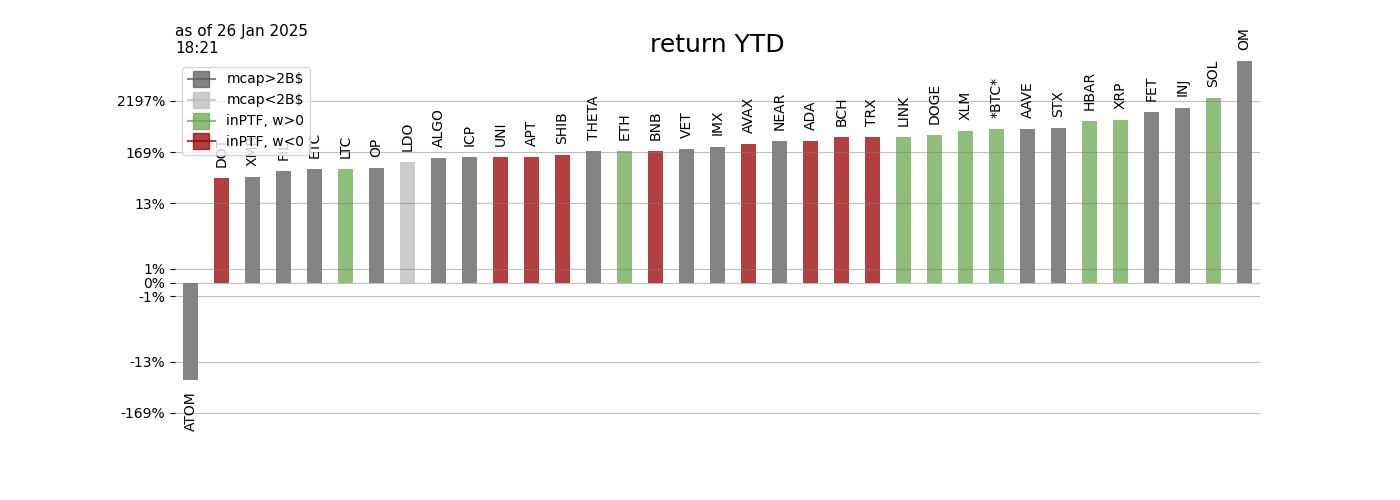 as of 26 Jan 2025
18:21
return YTD
mcap>2B$
mcap<2B$
inPTF, w>0
inPTF, w<0
2197%
169%
13%
1%
0%
-1%
-13%
-169%
ATOM
ETC
LTC
OP
LDO
ALGO
ICP
UNI
APT
SHIB
THETA
ETH
BNB
VET
IMX
AVAX
NEAR
ADA
BCH
TRX
LINK
DOGE
XLM
*BTC*
AAVE
STX
HBAR
XRP
FET
INJ
SOL
OM